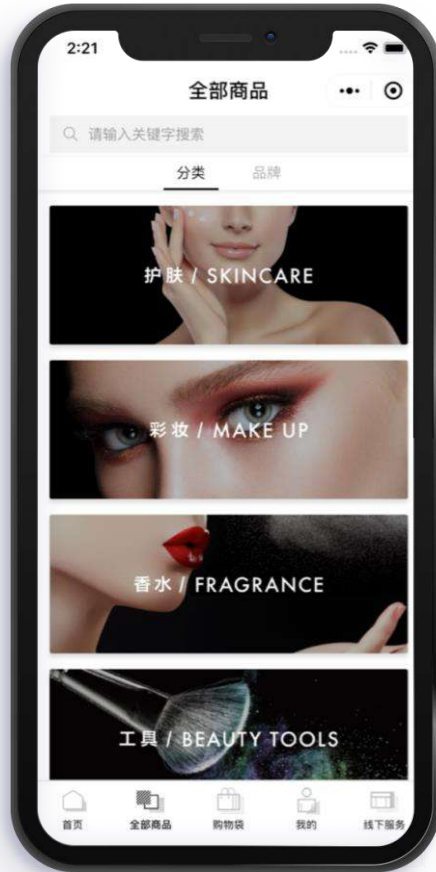 2:21
全部商品
请输入关键字搜索
分类 品牌
护肤 / SKINCARE
彩妆 / MAKE UP
香水 / FRAGRANCE
工具 / BEAUTY TOOLS
首页 全部商品 购物袋 我的 线下服务